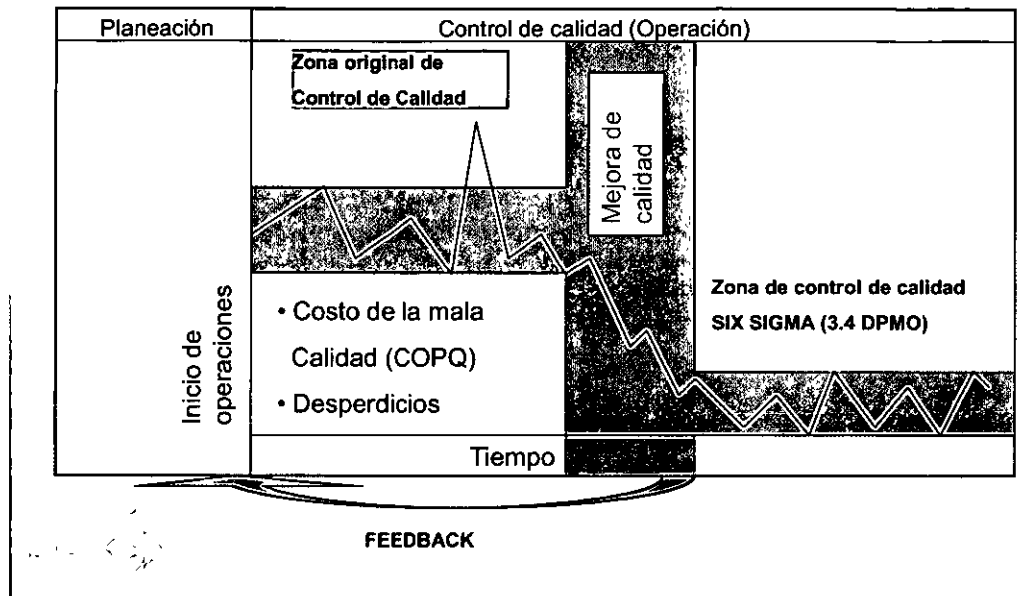 Planeación
Control de calidad (Operación)
Zona original de
Control de Calidad
Mejora de
calidad
Inicio de
operaciones
• Costo de la mala
Calidad (COPQ)
• Desperdicios
Zona de control de calidad
SIX SIGMA (3.4 DPMO)
Tiempo
FEEDBACK